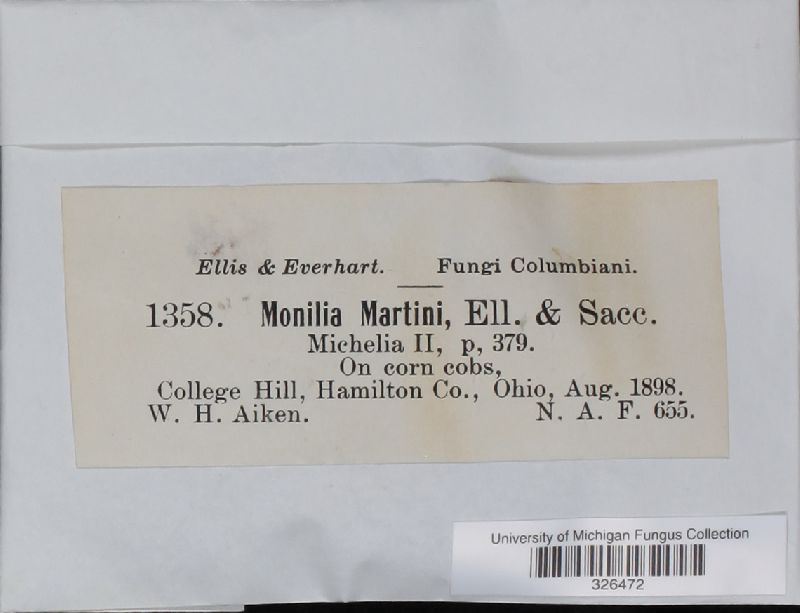 Ellis & Everhart. Fungi Columbiani.
1358. Monilia Martini, Ell. & Sacc.
Michelia II, p, 379.
On corn cobs,
College Hill, Hamilton Co., Ohio, Aug. 1898.
W. H. Aiken. N. A. F. 655.
University of Michigan Fungus Collection
326472